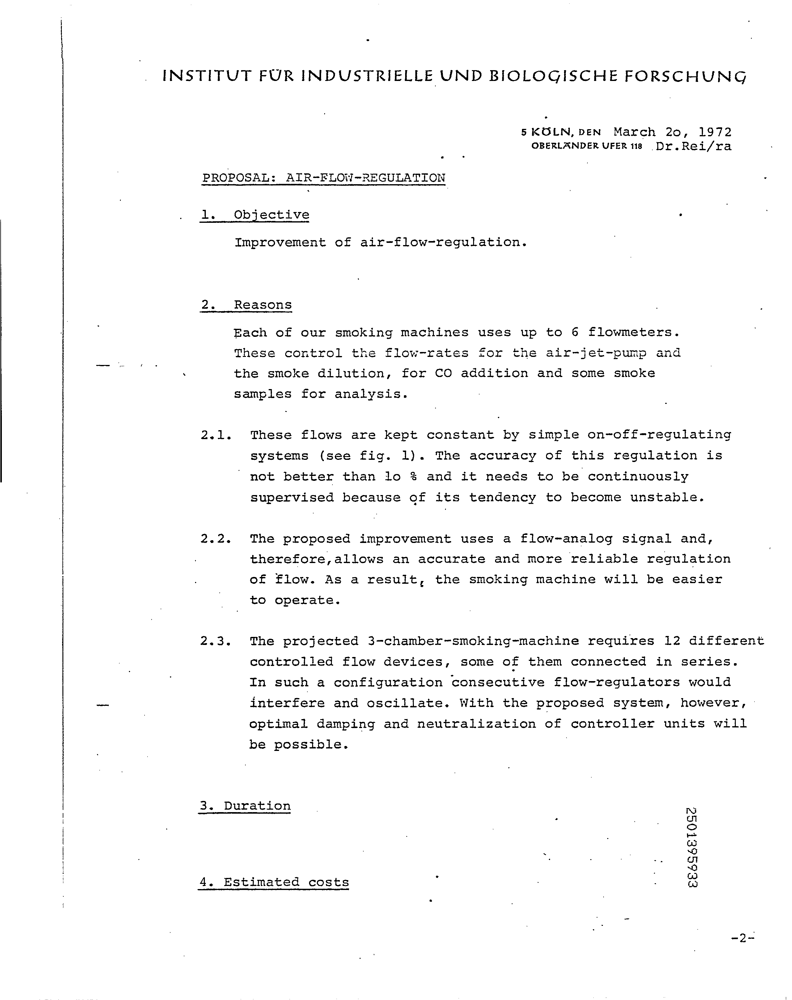 INSTITUT FÜR INDUSTRIELLE UND BIOLOGISCHE FORSCHUNG
5 KÖLN, DEN March 2o, 1972
OBERLÄNDER UFER 118 Dr.Rei/ra
PROPOSAL: AIR-FLOW-REGULATION
1. Objective
Improvement of air-flow-regulation.
2. Reasons
Each of our smoking machines uses up to 6 flowmeters.
These control the flow-rates for the air-jet-pump and
the smoke dilution, for CO addition and some smoke
samples for analysis.
2.1. These flows are kept constant by simple on-off-regulating
systems (see fig. 1). The accuracy of this regulation is
not better than lo % and it needs to be continuously
supervised because of its tendency to become unstable.
2.2. The proposed improvement uses a flow-analog signal and,
therefore,allows an accurate and more reliable regulation
of flow. As a result, the smoking machine will be easier
to operate.
2.3. The projected 3-chamber-smoking-machine requires 12 different
controlled flow devices, some of them connected in series.
In such a configuration consecutive flow-regulators would
interfere and oscillate. With the proposed system, however,
optimal damping and neutralization of controller units will
be possible.
3. Duration
4. Estimated costs
2501395933
-2-